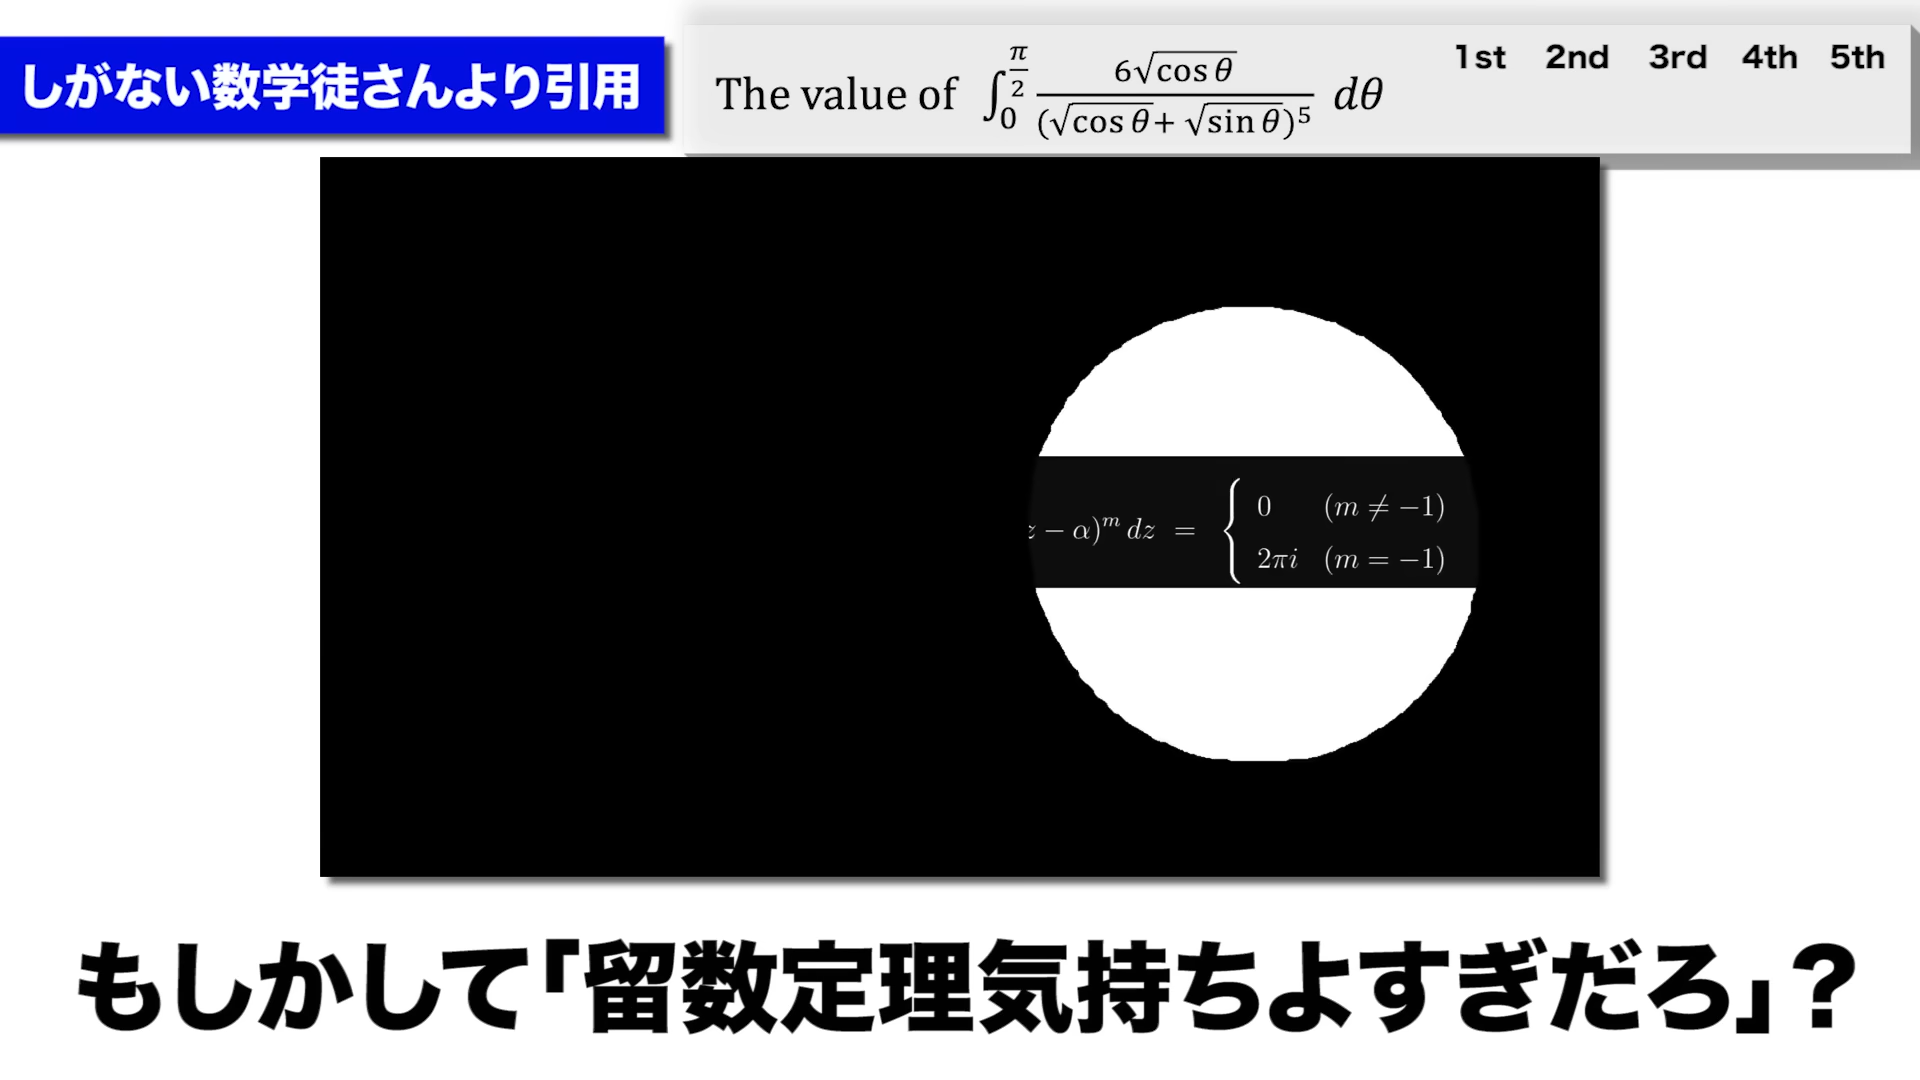 しがない数学徒さんより引用
The value of ∫₀^{π/2} 6√cos θ / (√cos θ + √sin θ)⁵ dθ
1st 2nd 3rd 4th 5th
z − α)^m dz = { 0 (m ≠ −1)
2πi (m = −1)
もしかして「留数定理気持ちよすぎだろ」？